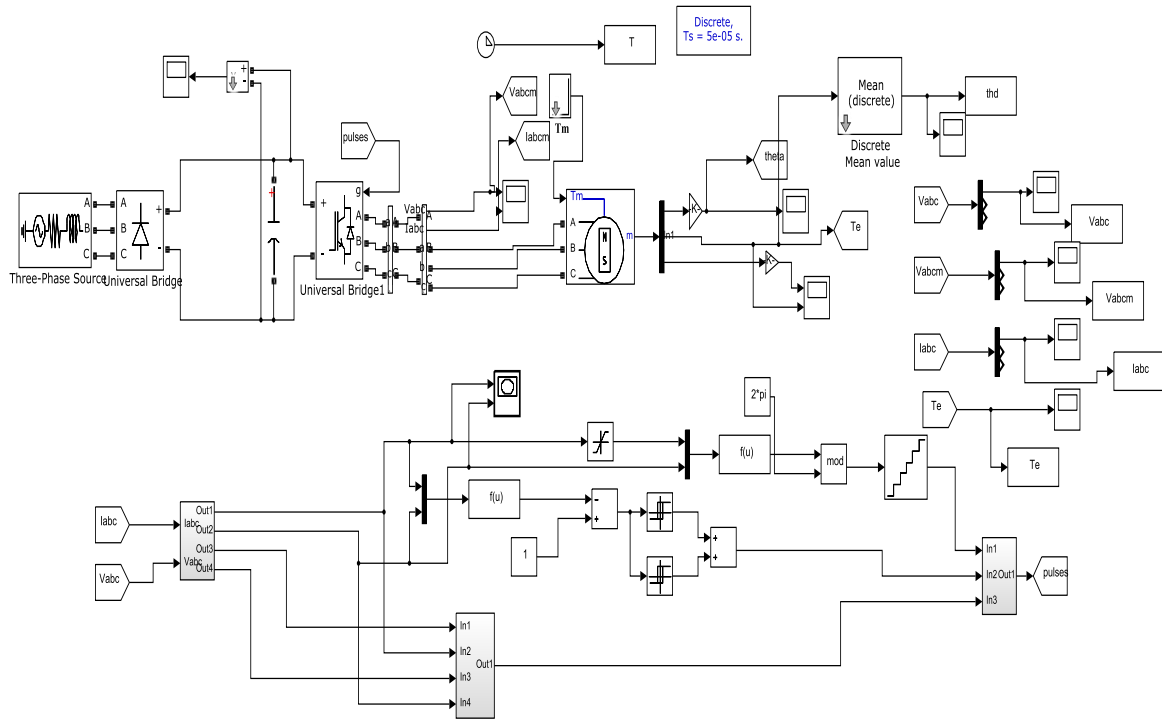 Discrete,
Ts = 5e-05 s.
T
+
-
Vabcm
Tm
Iabcm
pulses
Mean
(discrete)
Discrete
Mean value
thd
theta
Te
Three-Phase Source
A
B
C
A
B
C
+
-
Universal Bridge
+
+
-
g
A
B
C
Universal Bridge1
Vabc
Iabc
A
B
C
a
b
c
Tm
A
B
C
m
N
S
In1
K-
K-
Vabc
Vabc
Vabcm
Vabcm
Iabc
Iabc
Te
Te
2*pi
f(u)
mod
f(u)
-
+
1
+
+
Iabc
Vabc
Iabc
Vabc
Out1
Out2
Out3
Out4
In1
In2
In3
In4
Out1
In1
In2
In3
Out1
pulses